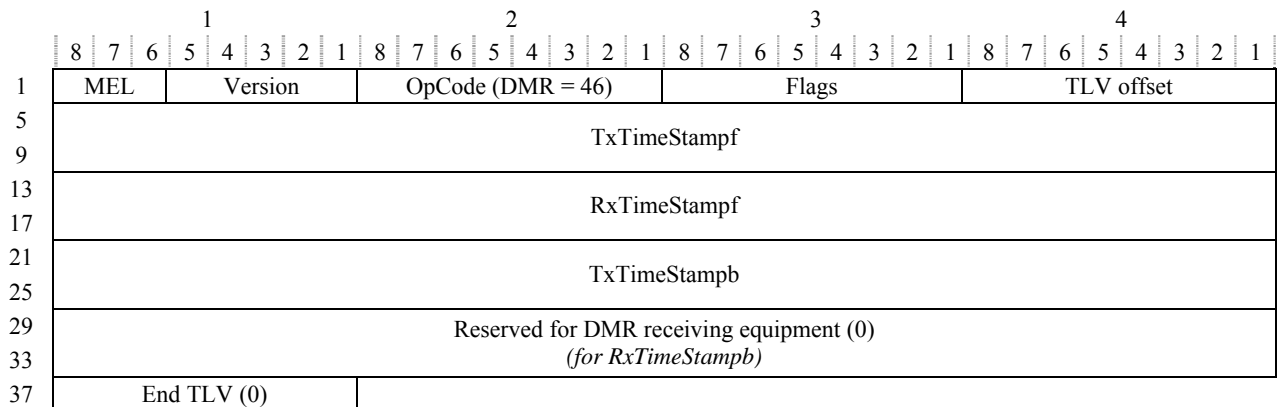 1 2 3 4
8 7 6 5 4 3 2 1 8 7 6 5 4 3 2 1 8 7 6 5 4 3 2 1 8 7 6 5 4 3 2 1
1 MEL Version OpCode (DMR = 46) Flags TLV offset
5
TxTimeStampf
9
13
RxTimeStampf
17
21
TxTimeStampb
25
29 Reserved for DMR receiving equipment (0)
33 (for RxTimeStampb)
37 End TLV (0)